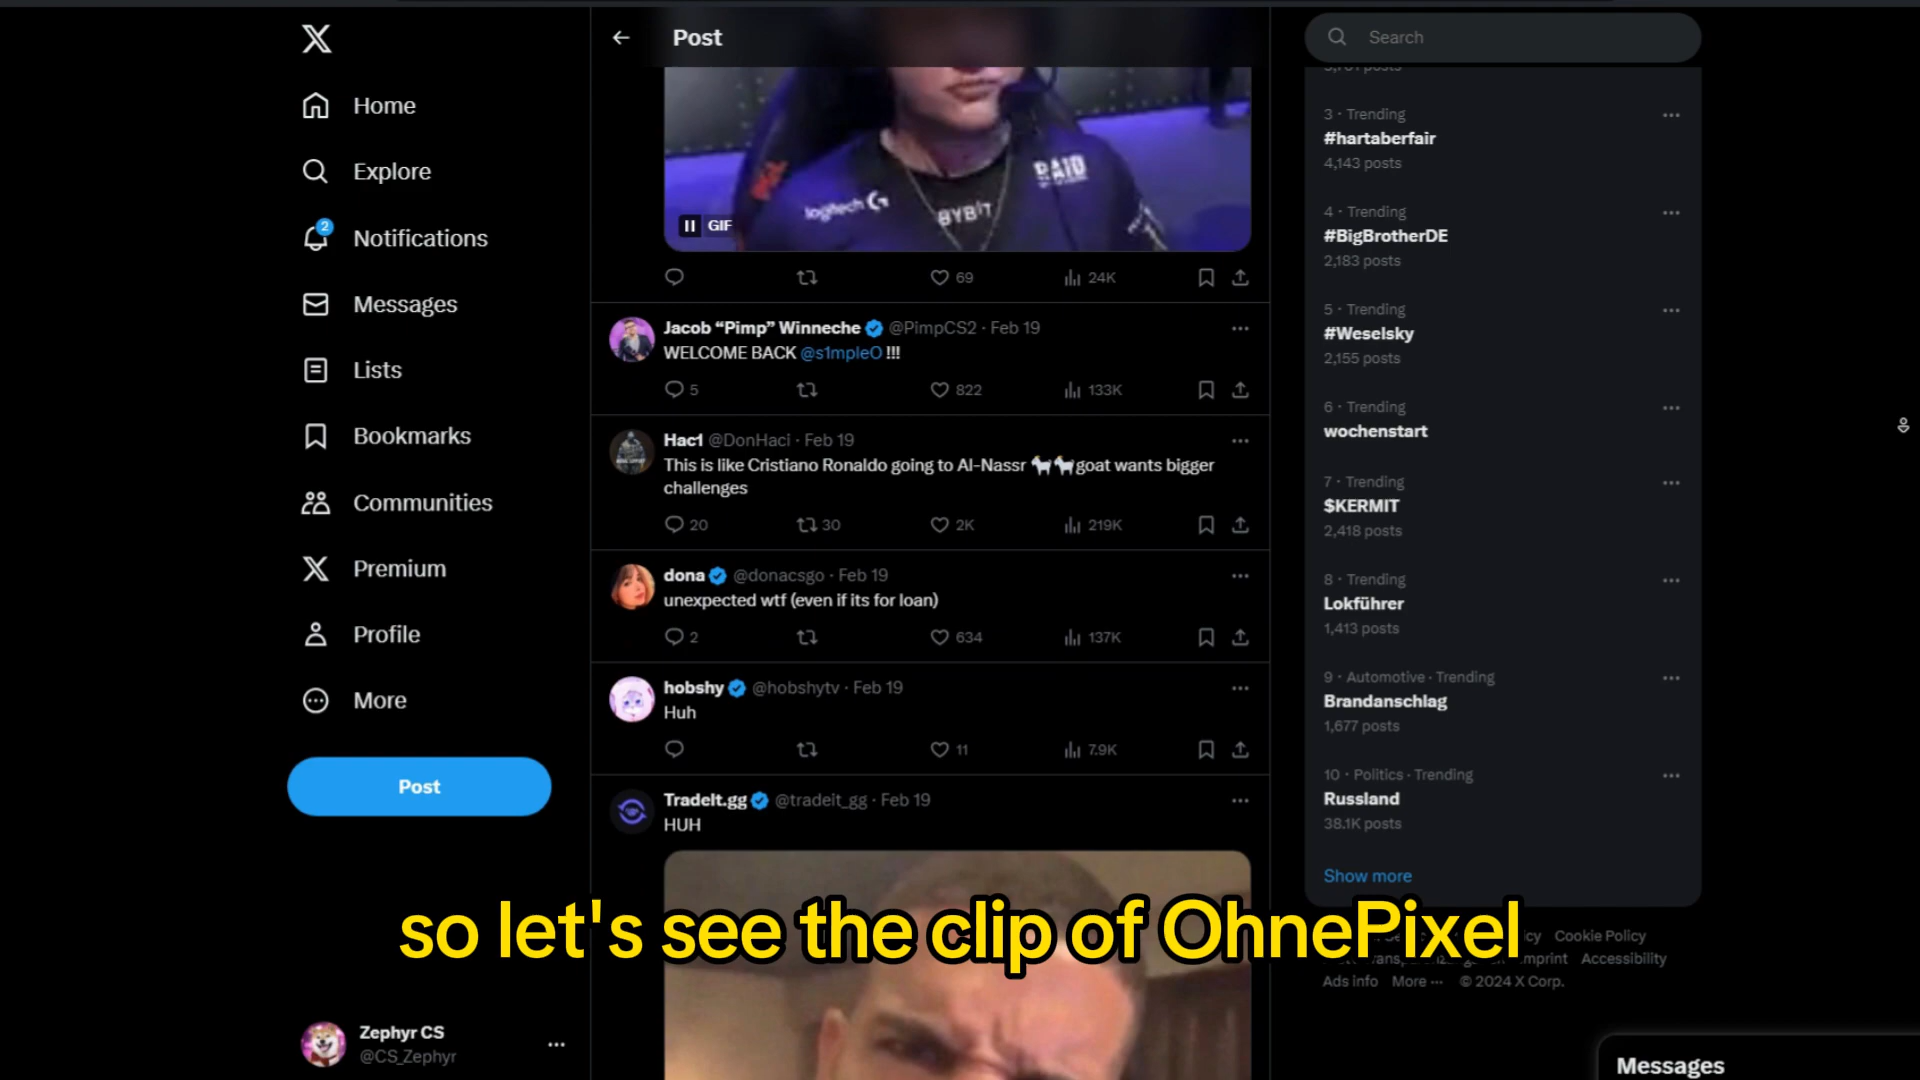 Home
Explore
2
Notifications
Messages
Lists
Bookmarks
Communities
Premium
Profile
More
Post
Zephyr CS
@CS_Zephyr
Post
RAID
logitech G
BYBIT
GIF
69 24K
Jacob “Pimp” Winneche @PimpCS2 · Feb 19
WELCOME BACK @s1mpleO !!!
5 822 133K
Hac1 @DonHaci · Feb 19
This is like Cristiano Ronaldo going to Al-Nassr 🐐🐐goat wants bigger
challenges
20 30 2K 219K
dona @donacsgo · Feb 19
unexpected wtf (even if its for loan)
2 634 137K
hobshy @hobshytv · Feb 19
Huh
11 7.9K
TradeIt.gg @tradeit_gg · Feb 19
HUH
so let's see the clip of OhnePixel
Search
3 · Trending
#hartaberfair
4,143 posts
4 · Trending
#BigBrotherDE
2,183 posts
5 · Trending
#Weselsky
2,155 posts
6 · Trending
wochenstart
7 · Trending
$KERMIT
2,418 posts
8 · Trending
Lokführer
1,413 posts
9 · Automotive · Trending
Brandanschlag
1,677 posts
10 · Politics · Trending
Russland
38.1K posts
Show more
Cookie Policy
Imprint Accessibility
Ads info More ··· © 2024 X Corp.
Messages